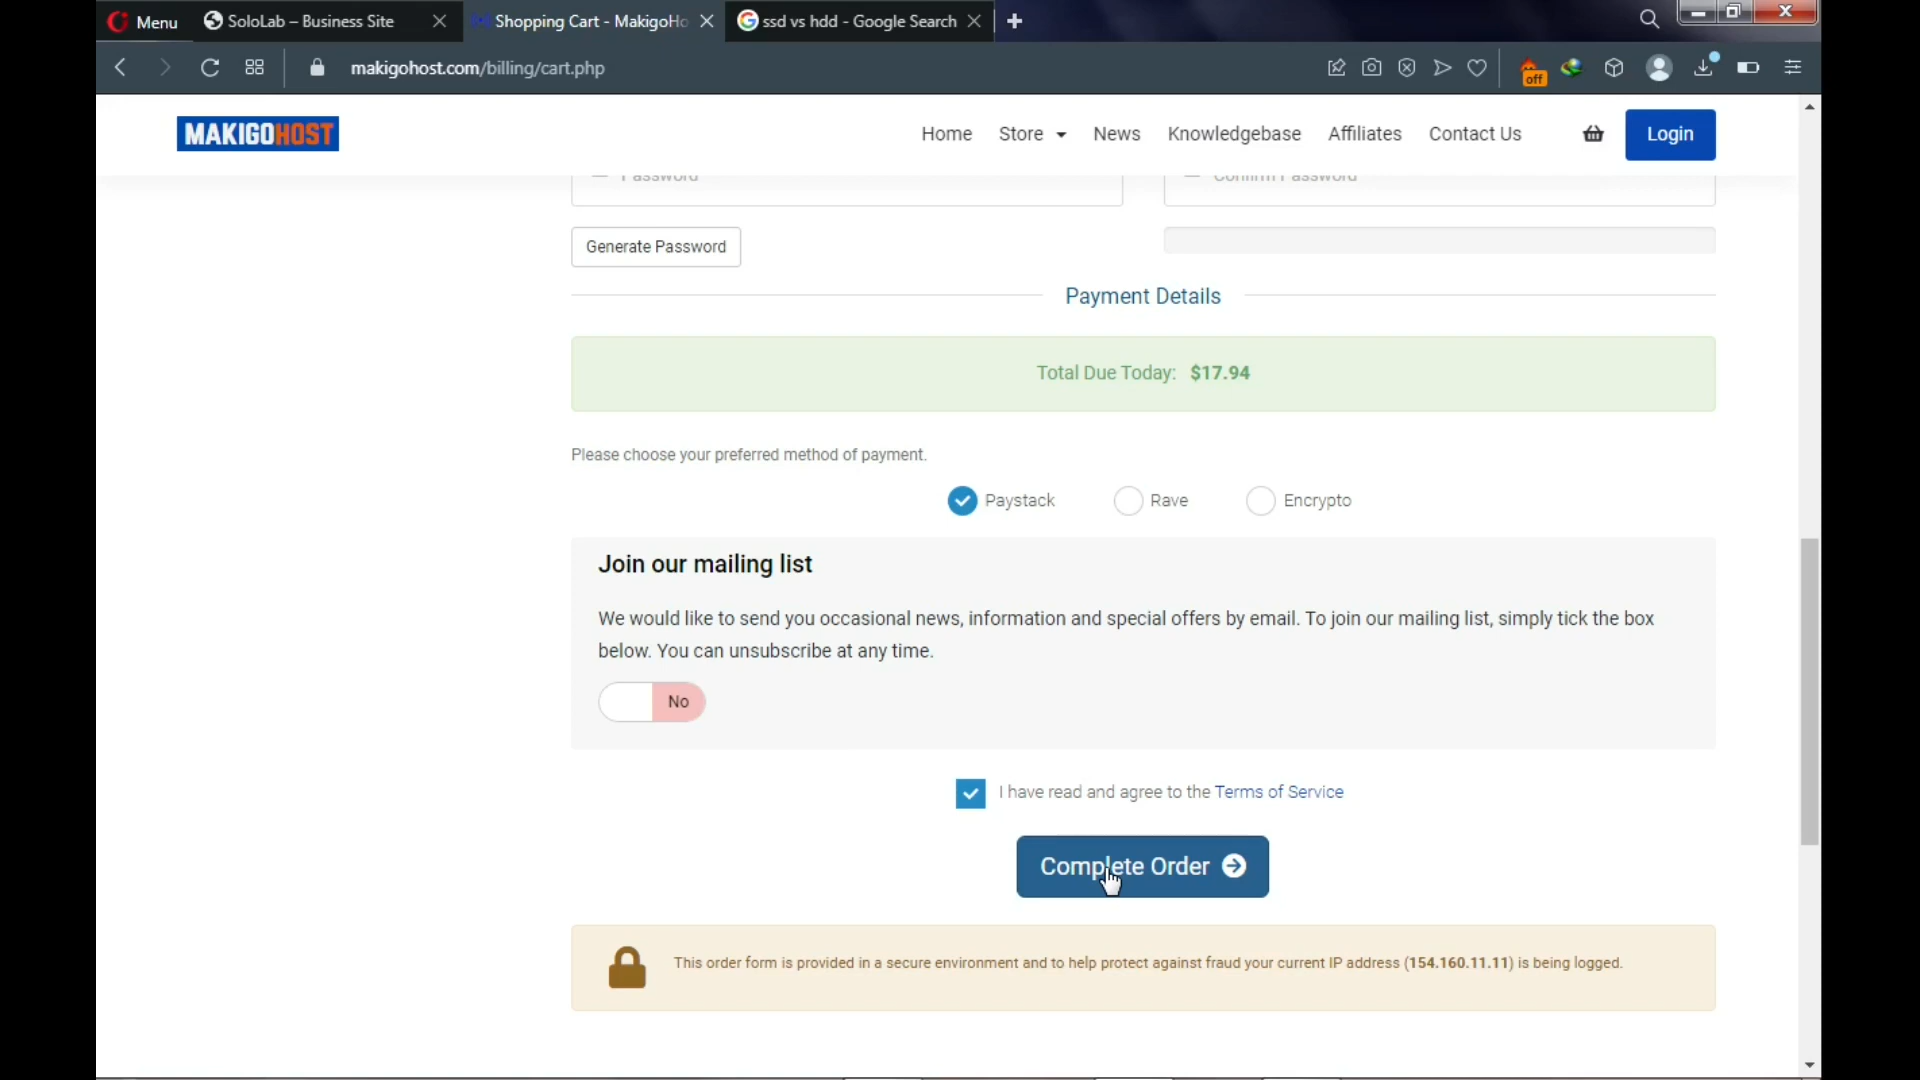 Menu
SoloLab – Business Site
Shopping Cart - MakigoHo
ssd vs hdd - Google Search
makigohost.com/billing/cart.php
off
MAKIGOHOST
Home
Store
News
Knowledgebase
Affiliates
Contact Us
Login
Password
Confirm Password
Generate Password
Payment Details
Total Due Today: $17.94
Please choose your preferred method of payment.
Paystack
Rave
Encrypto
Join our mailing list
We would like to send you occasional news, information and special offers by email. To join our mailing list, simply tick the box
below. You can unsubscribe at any time.
No
I have read and agree to the Terms of Service
Complete Order
This order form is provided in a secure environment and to help protect against fraud your current IP address (154.160.11.11) is being logged.